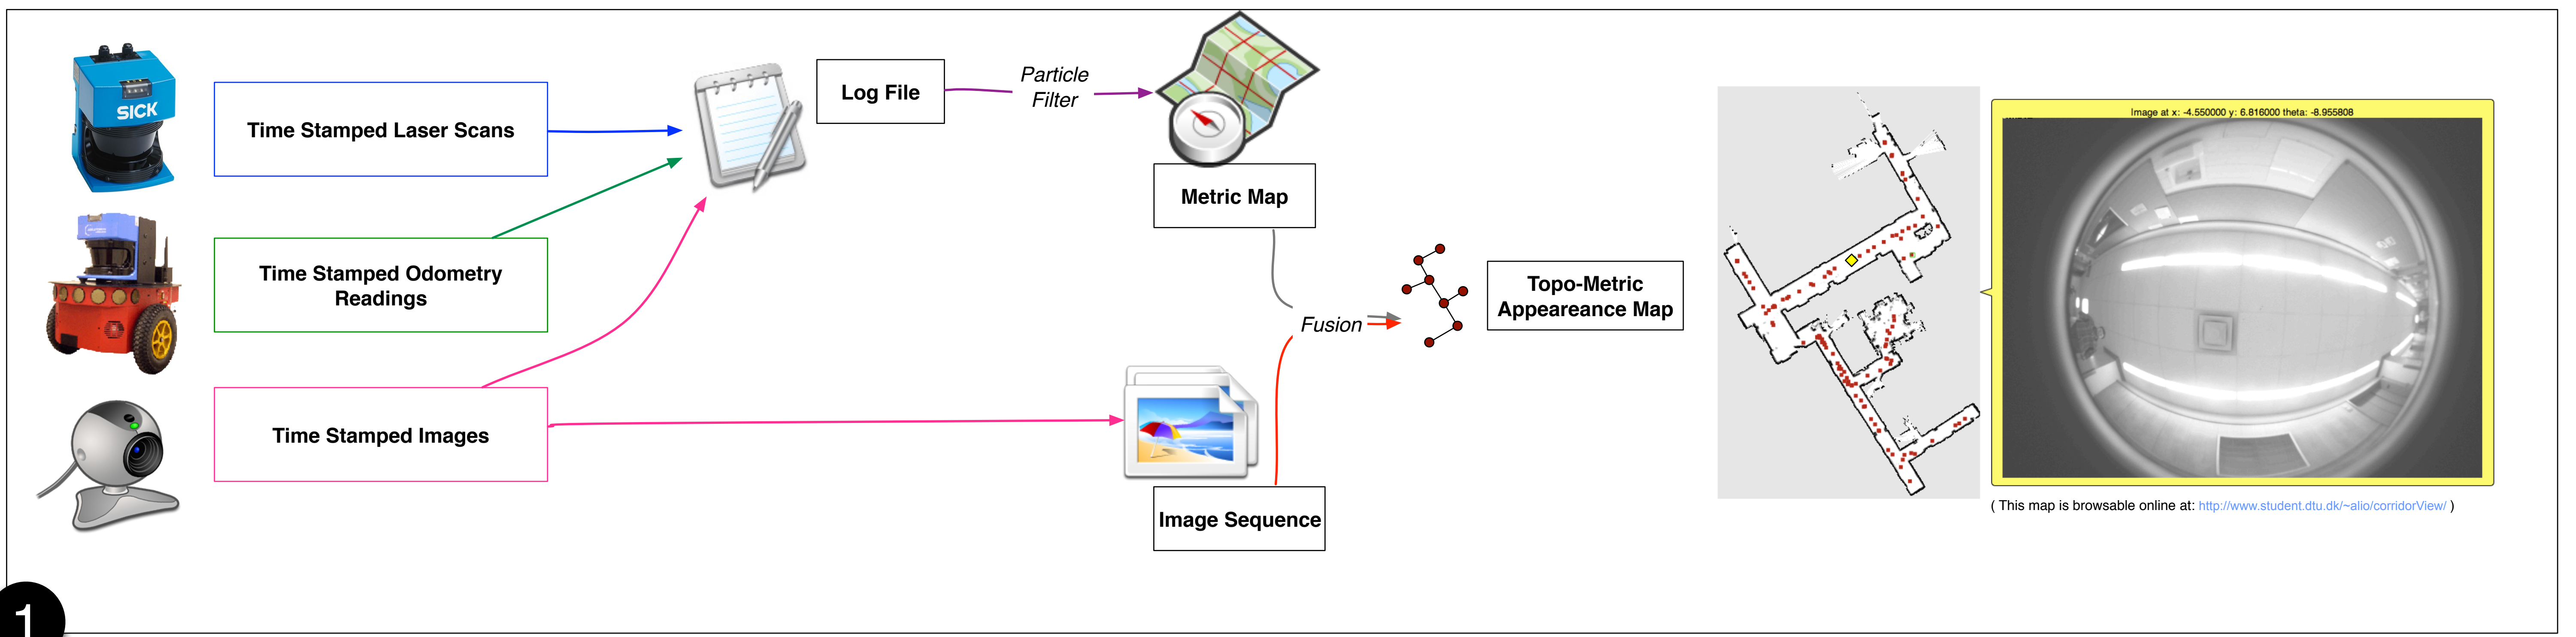 SICK
Time Stamped Laser Scans
Time Stamped Odometry
Readings
Time Stamped Images
Log File
Particle
Filter
Metric Map
Image Sequence
Fusion
Topo-Metric
Appeareance Map
Image at x: -4.550000 y: 6.816000 theta: -8.955808
( This map is browsable online at: http://www.student.dtu.dk/~alio/corridorView/ )
1